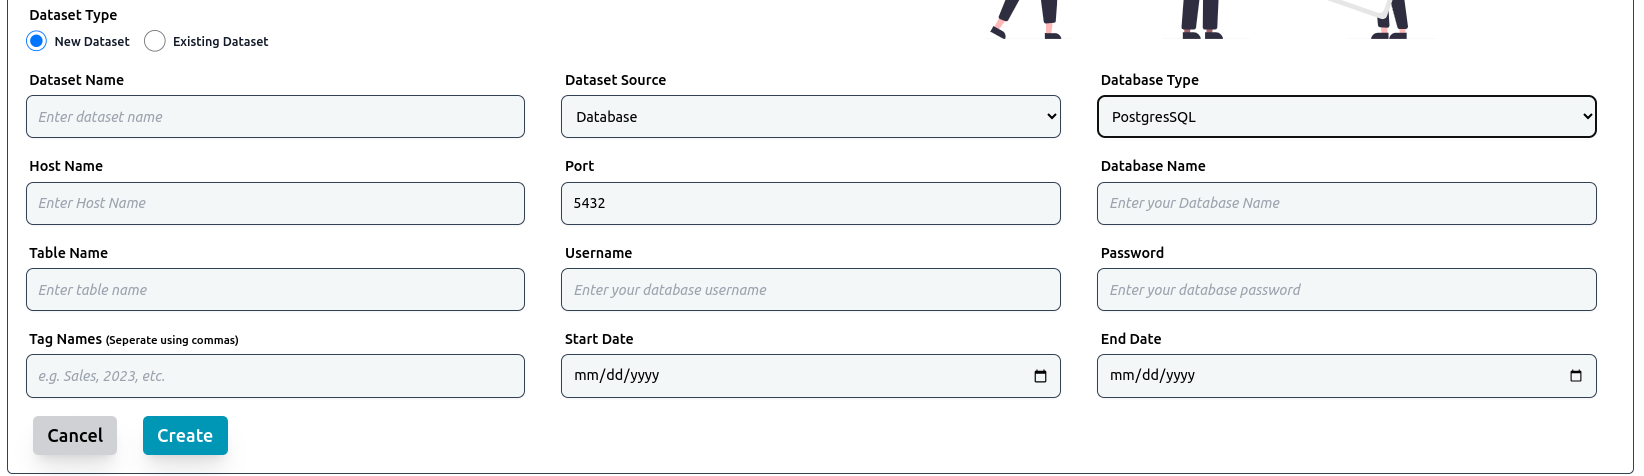 Dataset Type
New Dataset Existing Dataset
Dataset Name Dataset Source Database Type
Enter dataset name Database PostgresSQL
Host Name Port Database Name
Enter Host Name 5432 Enter your Database Name
Table Name Username Password
Enter table name Enter your database username Enter your database password
Tag Names (Seperate using commas) Start Date End Date
e.g. Sales, 2023, etc. mm/dd/yyyy mm/dd/yyyy
Cancel Create